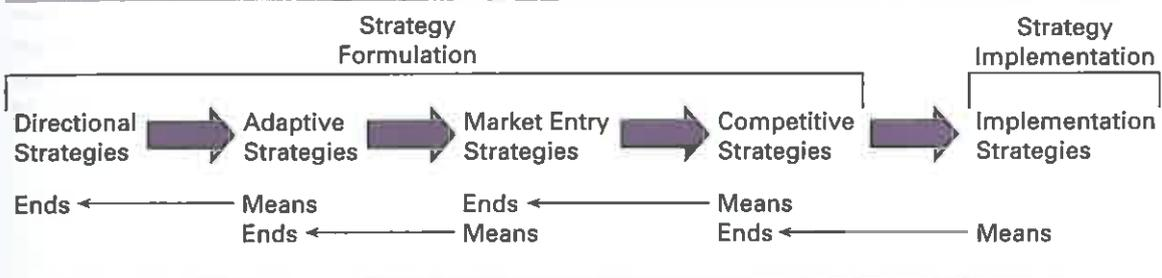 Strategy
Formulation
Strategy
Implementation
Directional
Strategies
Adaptive
Strategies
Market Entry
Strategies
Competitive
Strategies
Implementation
Strategies
Ends Means Ends Means
Ends Means Ends Means